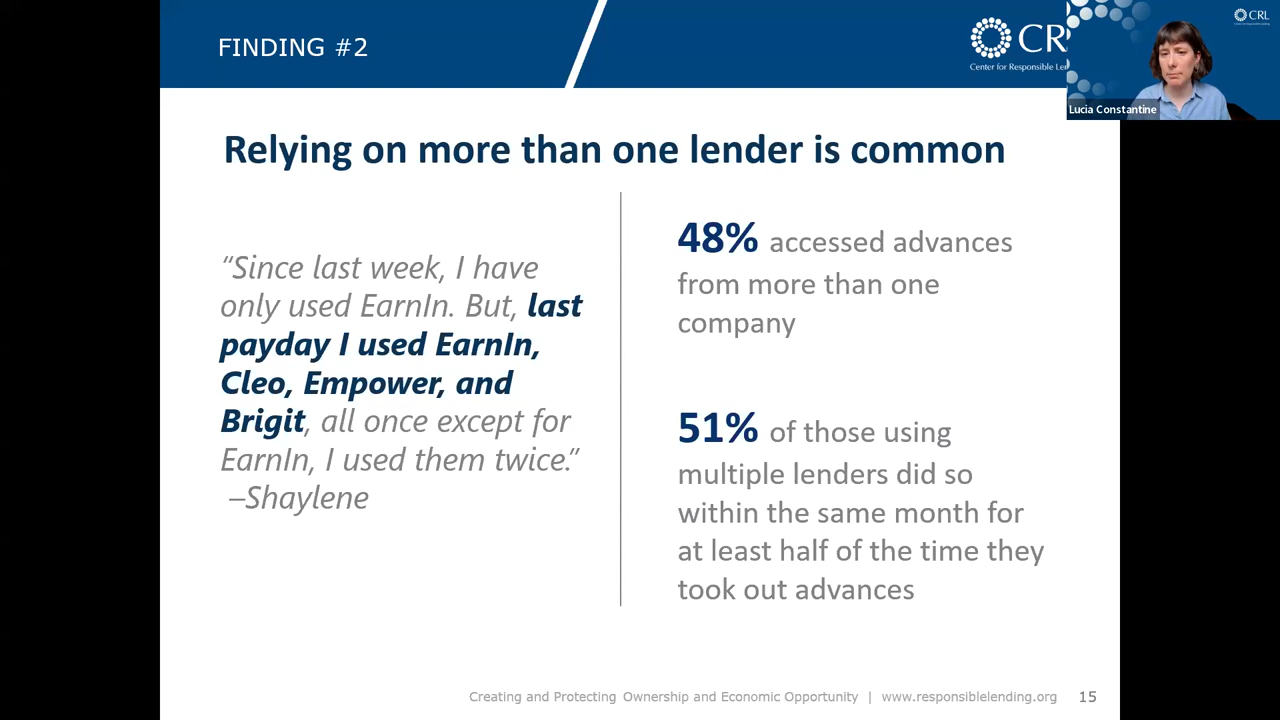 FINDING #2
CR
Center for Responsible Le
CRL
Lucia Constantine
Relying on more than one lender is common
“Since last week, I have
only used EarnIn. But, last
payday I used EarnIn,
Cleo, Empower, and
Brigit, all once except for
EarnIn, I used them twice.”
–Shaylene
48% accessed advances
from more than one
company
51% of those using
multiple lenders did so
within the same month for
at least half of the time they
took out advances
Creating and Protecting Ownership and Economic Opportunity | www.responsiblelending.org 15